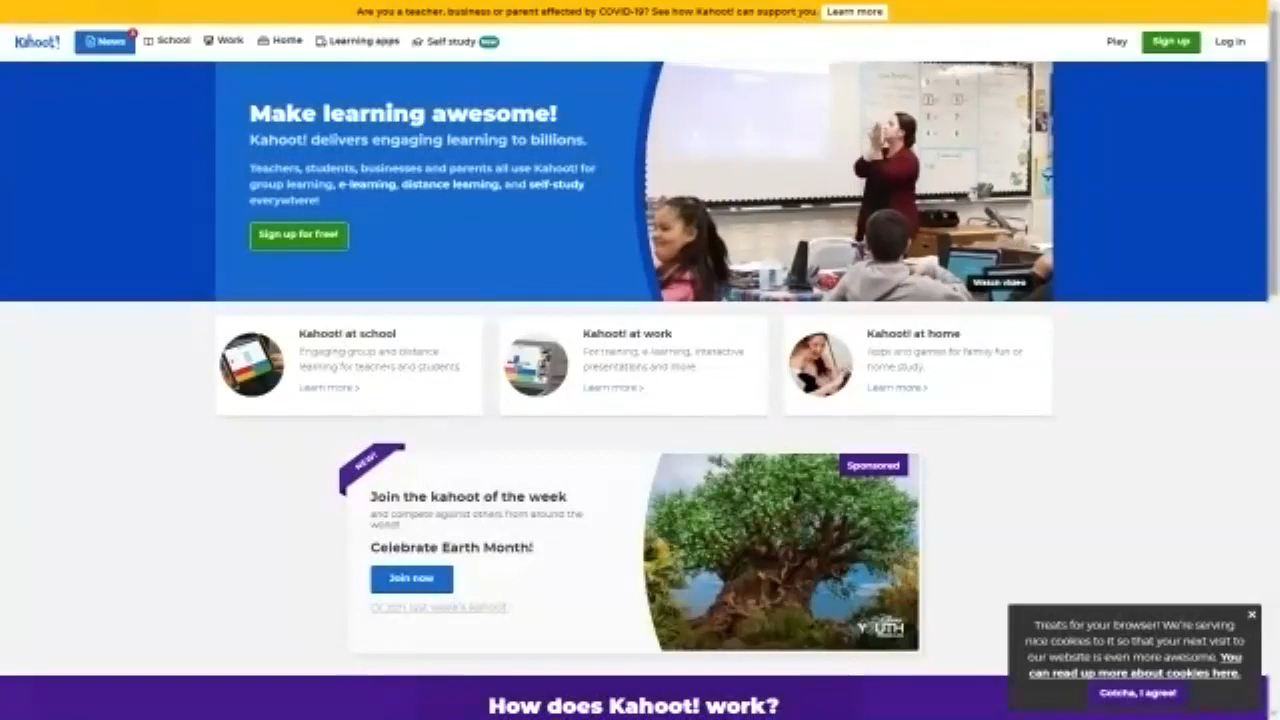 Are you a teacher, business or parent affected by COVID-19? See how Kahoot! can support you. Learn more
Kahoot! News School Work Home Learning apps Self study New Play Sign up Log in
Make learning awesome!
Kahoot! delivers engaging learning to billions.
Teachers, students, businesses and parents all use Kahoot! for
group learning, e-learning, distance learning, and self-study
everywhere!
Sign up for free!
Watch video
Kahoot! at school
Engaging group and distance
learning for teachers and students.
Learn more >
Kahoot! at work
For training, e-learning, interactive
presentations and more.
Learn more >
Kahoot! at home
Apps and games for family fun or
home study.
Learn more >
NEW!
Sponsored
Join the kahoot of the week
and compete against others from around the
world!
Celebrate Earth Month!
Join now
Or join last week's kahoot
YOUTH
Treats for your browser! We're serving
nice cookies to it so that your next visit to
our website is even more awesome. You
can read up more about cookies here.
Gotcha, I agree!
How does Kahoot! work?